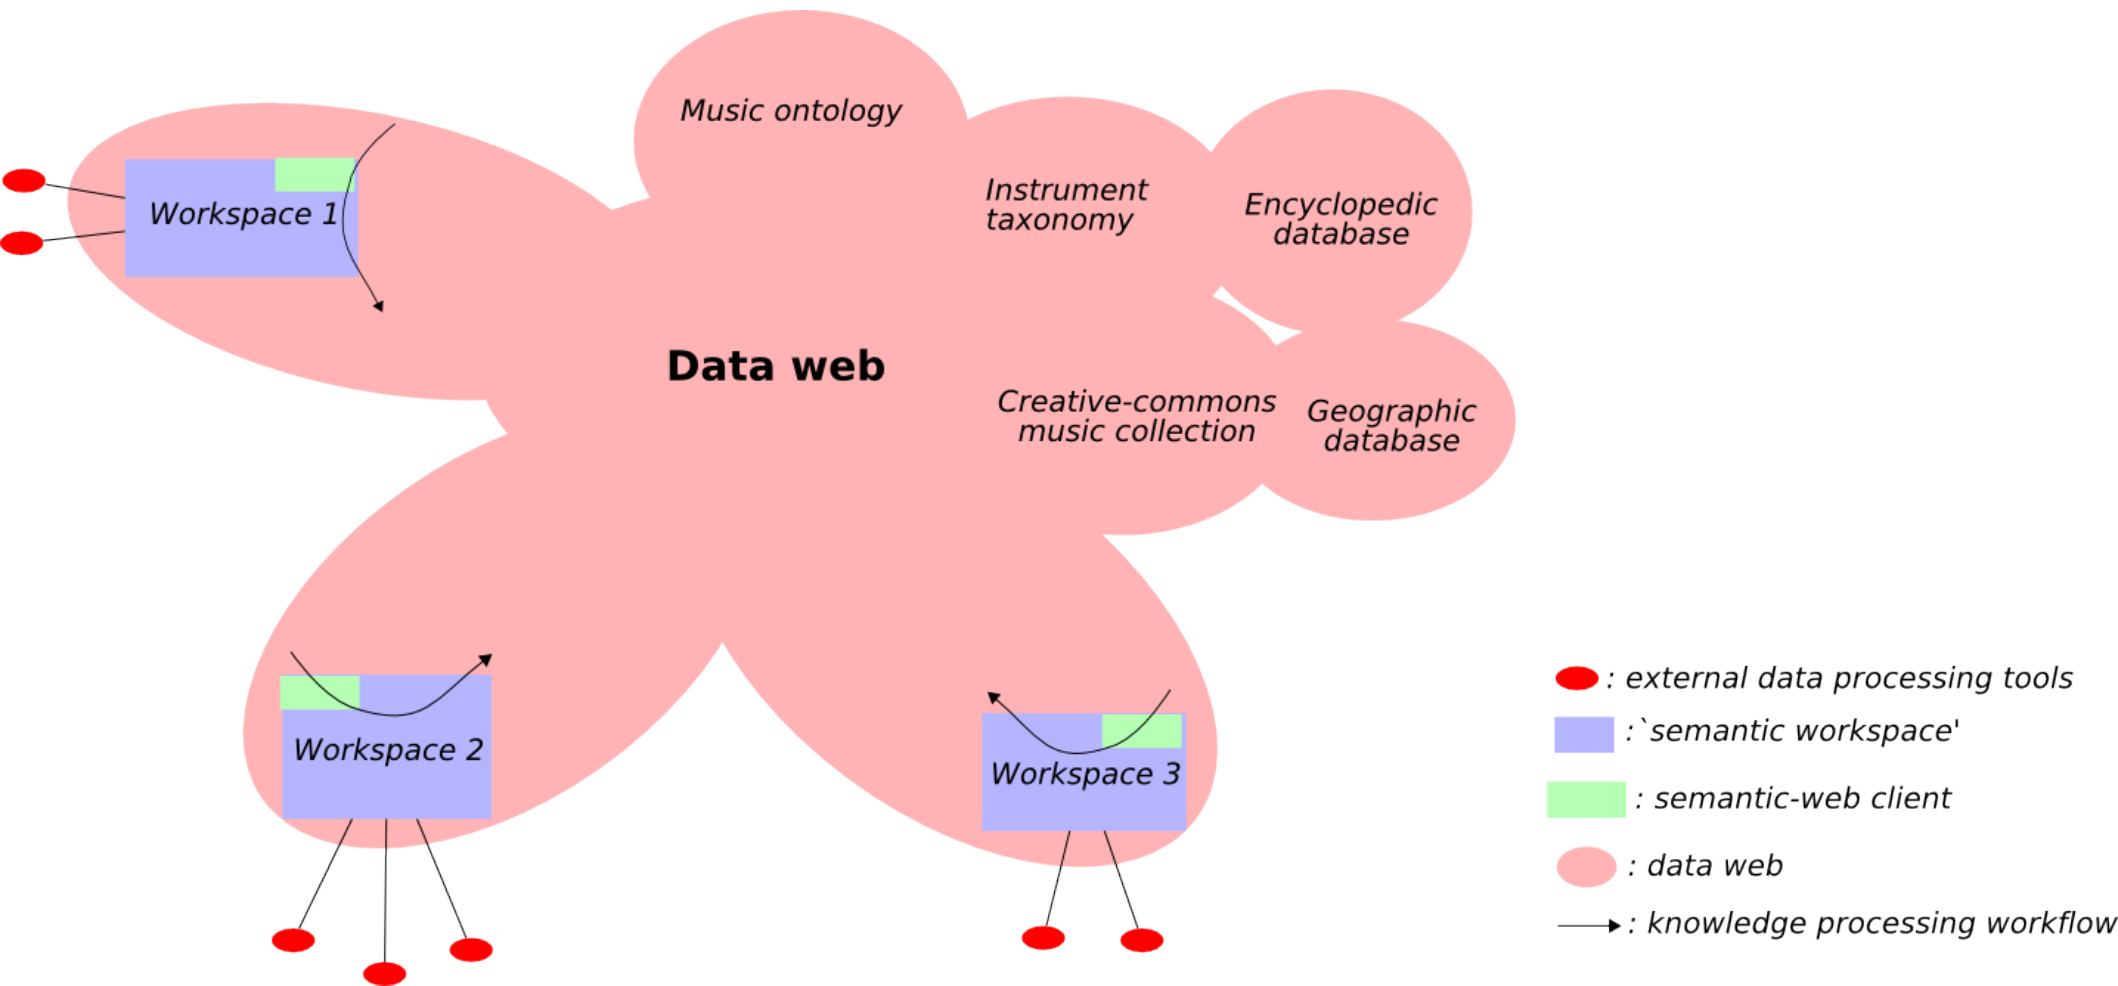 Music ontology
Instrument
taxonomy
Encyclopedic
database
Workspace 1
Data web
Creative-commons
music collection
Geographic
database
Workspace 2
Workspace 3
: external data processing tools
:`semantic workspace'
: semantic-web client
: data web
: knowledge processing workflow